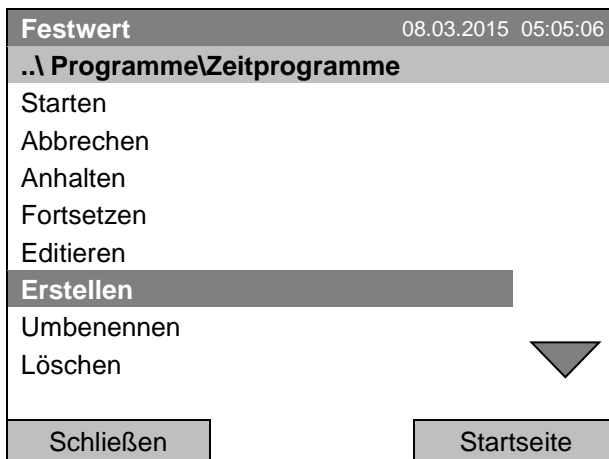 Festwert 08.03.2015 05:05:06
..\ Programme\Zeitprogramme
Starten
Abbrechen
Anhalten
Fortsetzen
Editieren
Erstellen
Umbenennen
Löschen
Schließen Startseite